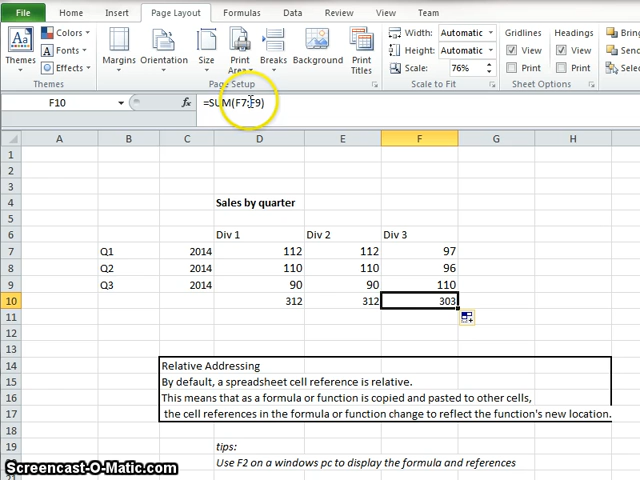 File Home Insert Page Layout Formulas Data Review View Team
Themes Colors Fonts Effects Margins Orientation Size Print Area Breaks Background Print Titles Width: Automatic Height: Automatic Scale: 76% Gridlines View Print Headings View Print
Themes Page Setup Scale to Fit Sheet Options
F10 fx =SUM(F7:F9)
A B C D E F G H
1
2
3
4 Sales by quarter
5
6 Div 1 Div 2 Div 3
7 Q1 2014 112 112 97
8 Q2 2014 110 110 96
9 Q3 2014 90 90 110
10 312 312 303
11
12
13
14 Relative Addressing
15 By default, a spreadsheet cell reference is relative.
16 This means that as a formula or function is copied and pasted to other cells,
17 the cell references in the formula or function change to reflect the function's new location.
18
19 tips:
20 Use F2 on a windows pc to display the formula and references
Screencast-O-Matic.com